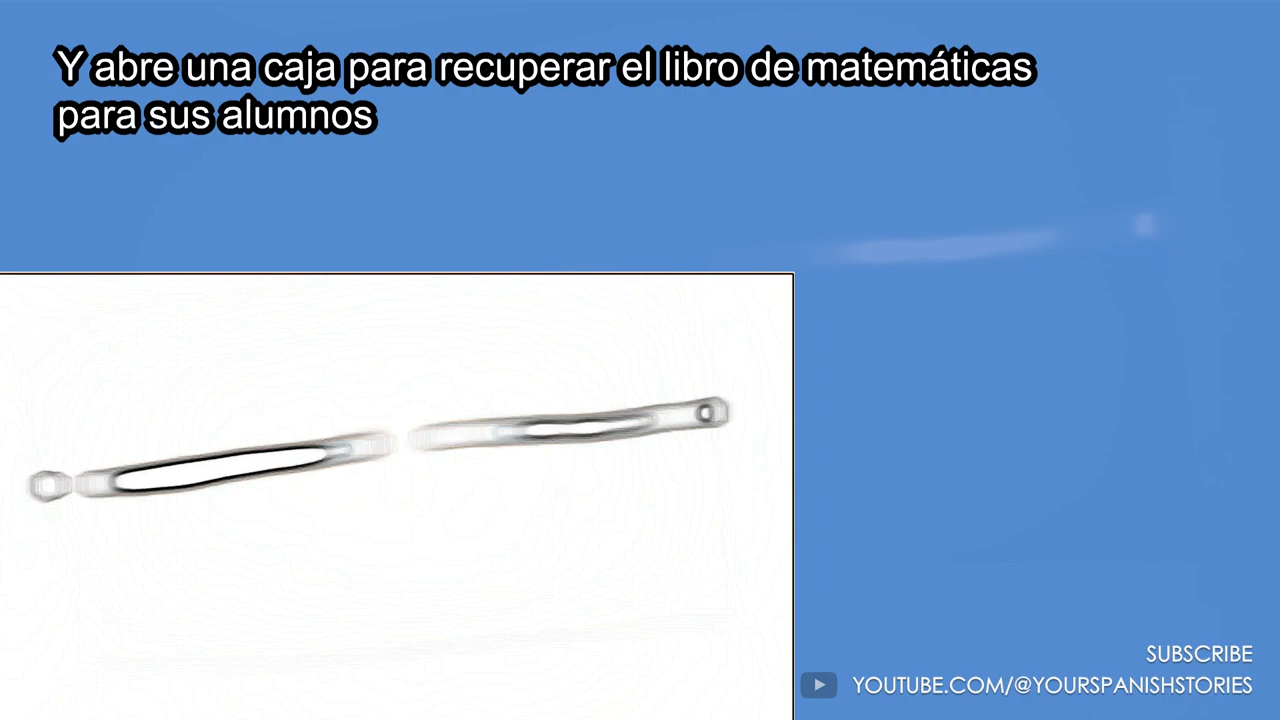 Y abre una caja para recuperar el libro de matemáticas
para sus alumnos
SUBSCRIBE
YOUTUBE.COM/@YOURSPANISHSTORIES